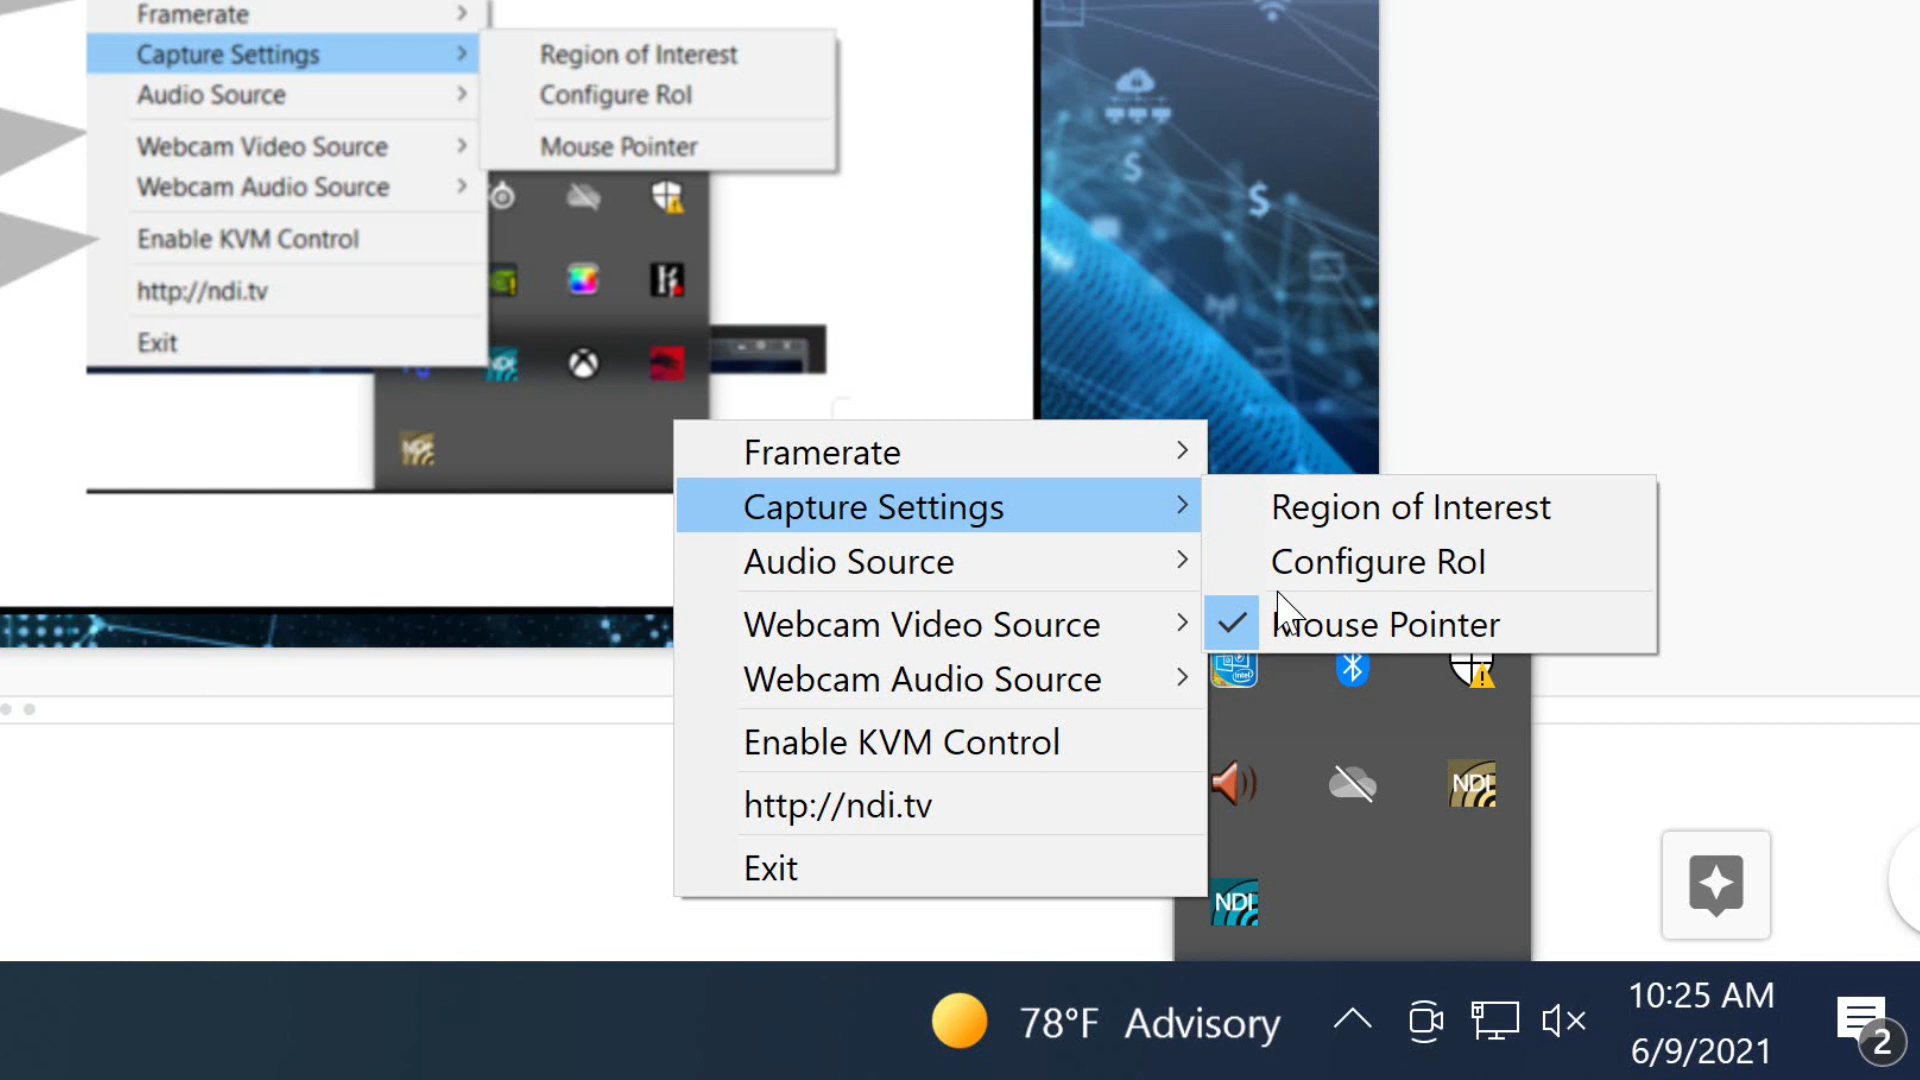 Framerate
Capture Settings
Audio Source
Webcam Video Source
Webcam Audio Source
Enable KVM Control
http://ndi.tv
Exit
Region of Interest
Configure RoI
Mouse Pointer
NDI
NDI
Framerate
Capture Settings
Audio Source
Webcam Video Source
Webcam Audio Source
Enable KVM Control
http://ndi.tv
Exit
Region of Interest
Configure RoI
Mouse Pointer
intel
NDI
NDI
78°F Advisory
10:25 AM
6/9/2021
2